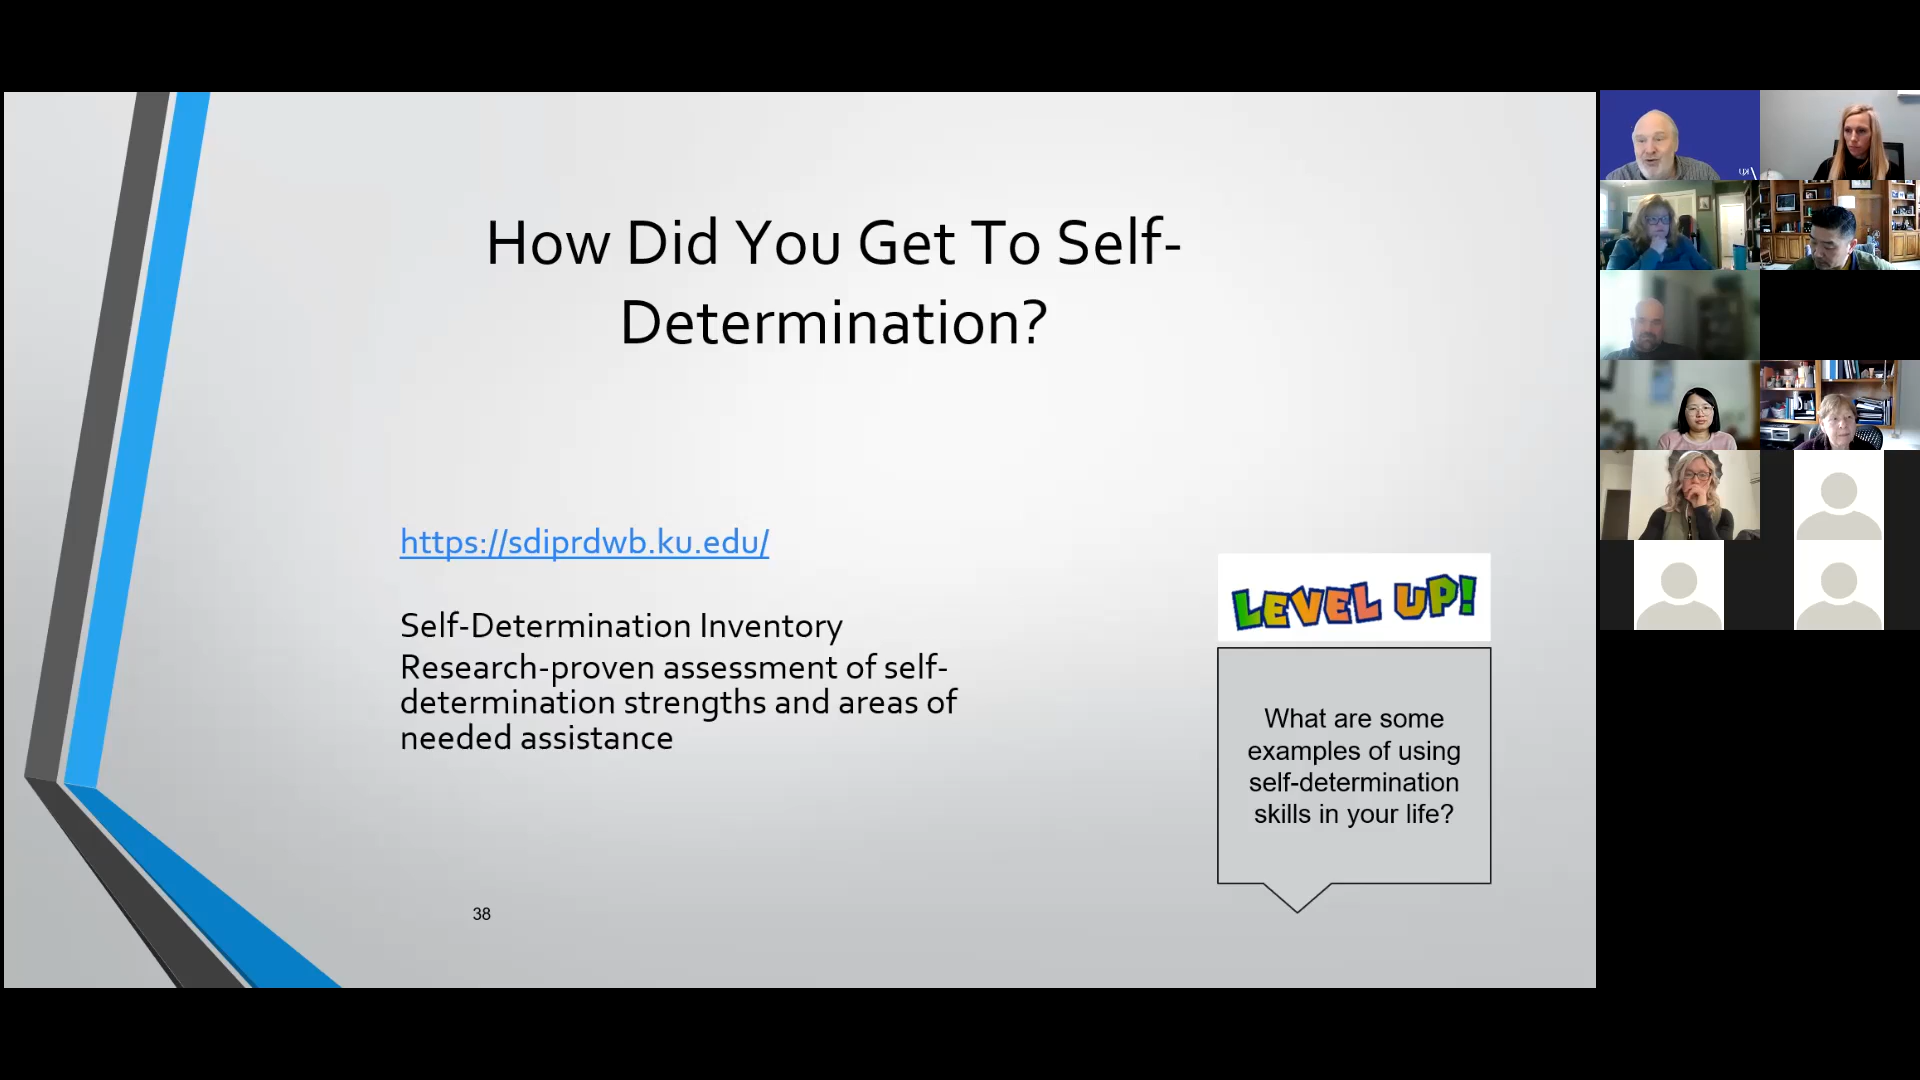 How Did You Get To Self-
Determination?
https://sdiprdwb.ku.edu/
Self-Determination Inventory
Research-proven assessment of self-
determination strengths and areas of
needed assistance
LEVEL UP!
What are some
examples of using
self-determination
skills in your life?
38